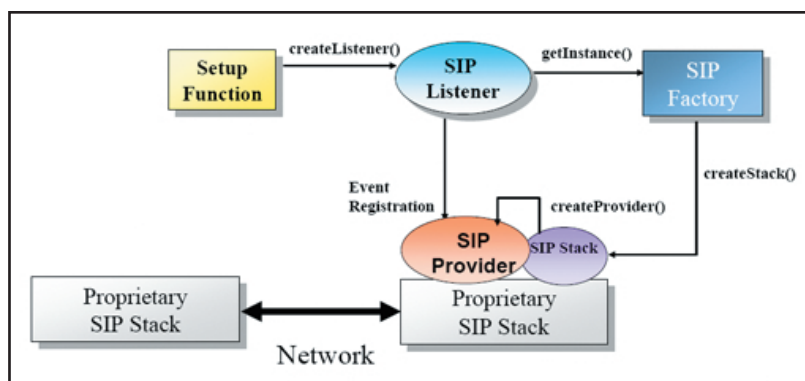 createListener()
getInstance()
Setup
Function
SIP
Listener
SIP
Factory
createStack()
Event
Registration
createProvider()
SIP
Provider
SIP Stack
Proprietary
SIP Stack
Proprietary
SIP Stack
Network